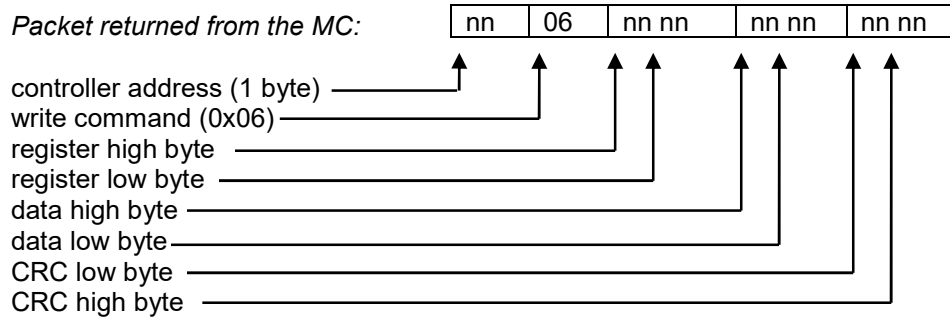 Packet returned from the MC: nn 06 nn nn nn nn nn nn
controller address (1 byte)
write command (0x06)
register high byte
register low byte
data high byte
data low byte
CRC low byte
CRC high byte